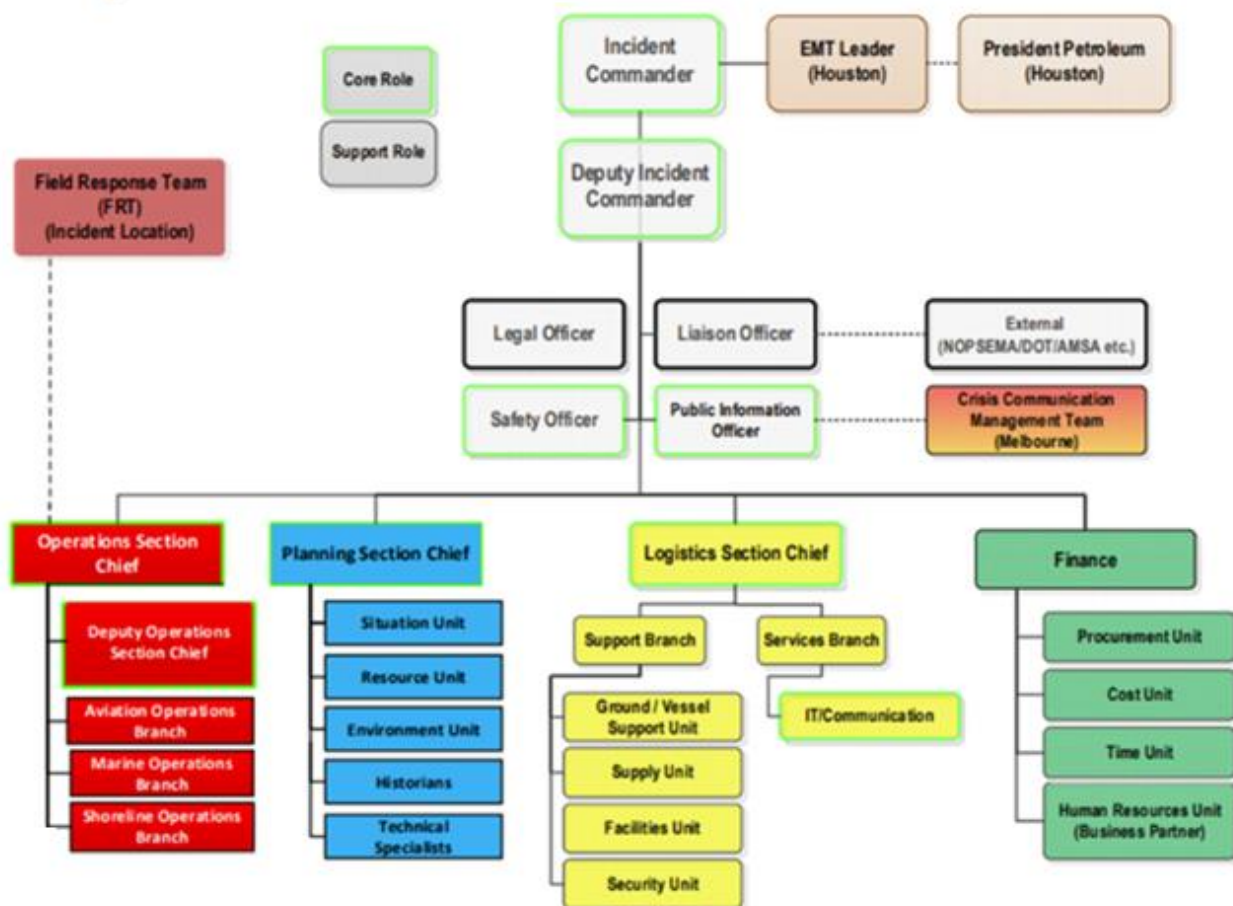 Incident
Commander
EMT Leader
(Houston)
President Petroleum
(Houston)
Core Role
Support Role
Deputy Incident
Commander
Field Response Team
(FRT)
(Incident Location)
Legal Officer
Liaison Officer
External
(NOPSEMA/DOT/AMSA etc.)
Safety Officer
Public Information
Officer
Crisis Communication
Management Team
(Melbourne)
Operations Section
Chief
Planning Section Chief
Logistics Section Chief
Finance
Deputy Operations
Section Chief
Aviation Operations
Branch
Marine Operations
Branch
Shoreline Operations
Branch
Situation Unit
Resource Unit
Environment Unit
Historians
Technical
Specialists
Support Branch
Services Branch
Ground / Vessel
Support Unit
Supply Unit
Facilities Unit
Security Unit
IT/Communication
Procurement Unit
Cost Unit
Time Unit
Human Resources Unit
(Business Partner)